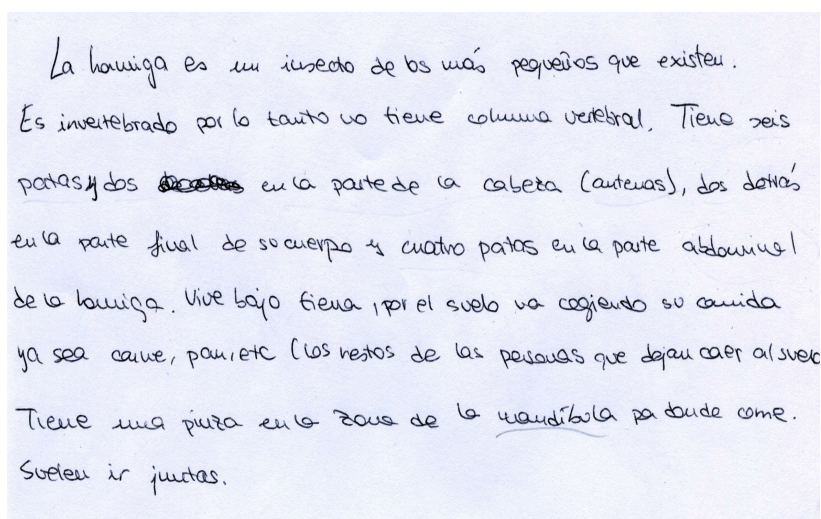 La hormiga es un insecto de los más pequeños que existen.
Es invertebrado por lo tanto no tiene columna vertebral. Tiene seis
patas y dos en la parte de la cabeza (antenas), dos detrás
en la parte final de su cuerpo y cuatro patas en la parte abdominal
de la hormiga. Vive bajo tierra, por el suelo va cogiendo su comida
ya sea carne, pan, etc (los restos de las personas que dejan caer al suelo
Tiene una pinza en la zona de la mandíbula por donde come.
Suelen ir juntas.